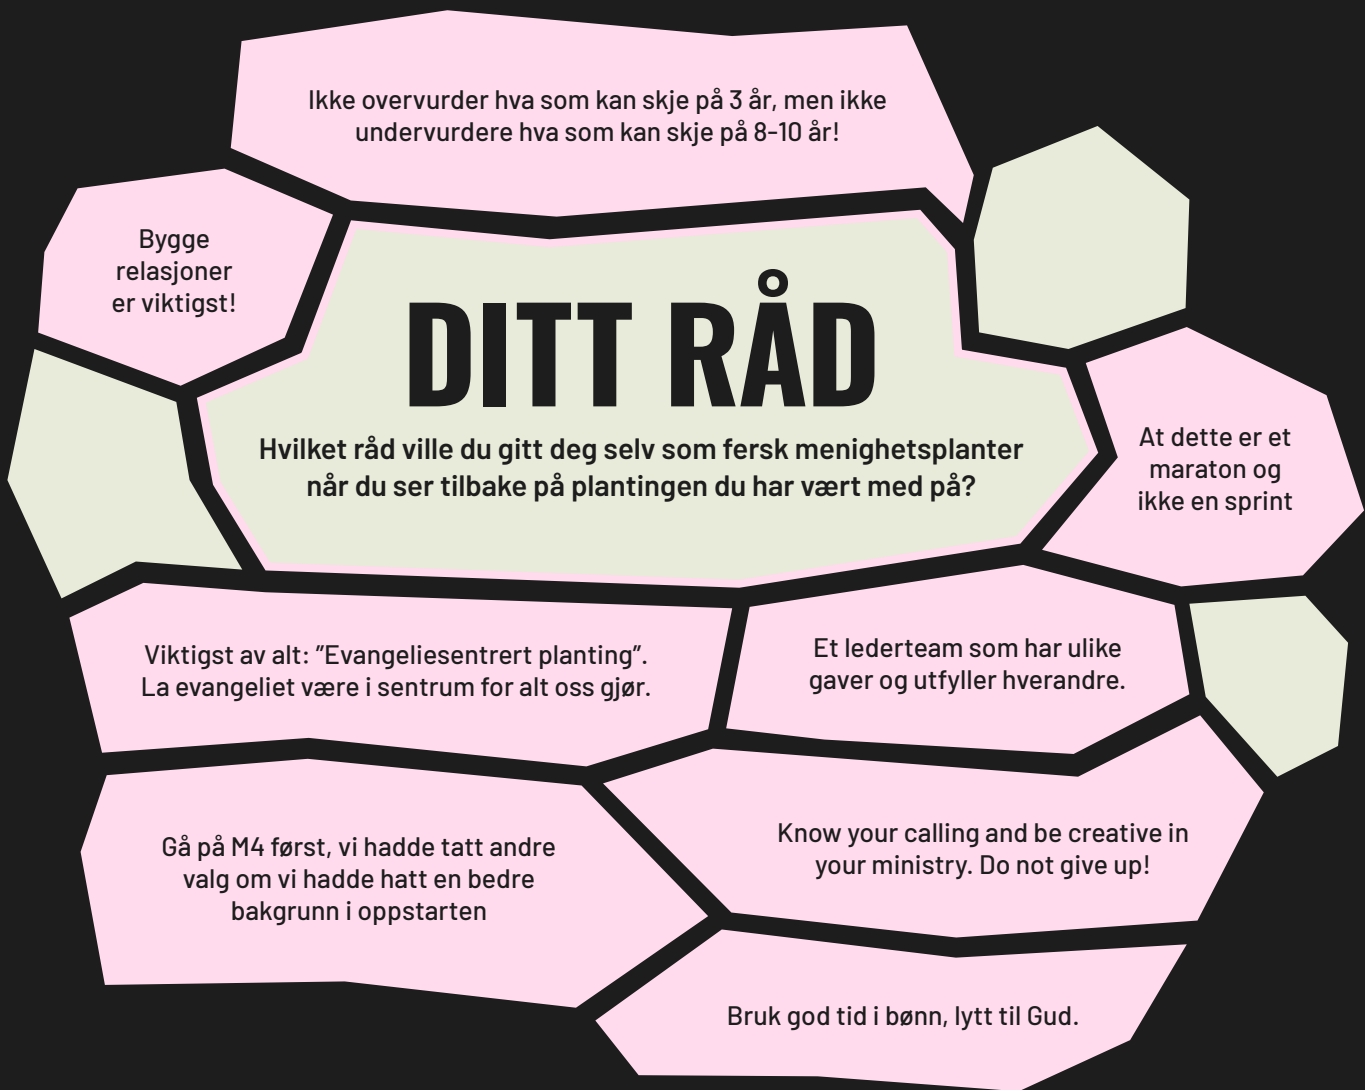 Ikke overvurder hva som kan skje på 3 år, men ikke
undervurdere hva som kan skje på 8-10 år!
Bygge
relasjoner
er viktigst!
DITT RÅD
Hvilket råd ville du gitt deg selv som fersk menighetsplanter
når du ser tilbake på plantingen du har vært med på?
At dette er et
maraton og
ikke en sprint
Viktigst av alt: ”Evangeliesentrert planting”.
La evangeliet være i sentrum for alt oss gjør.
Et lederteam som har ulike
gaver og utfyller hverandre.
Gå på M4 først, vi hadde tatt andre
valg om vi hadde hatt en bedre
bakgrunn i oppstarten
Know your calling and be creative in
your ministry. Do not give up!
Bruk god tid i bønn, lytt til Gud.